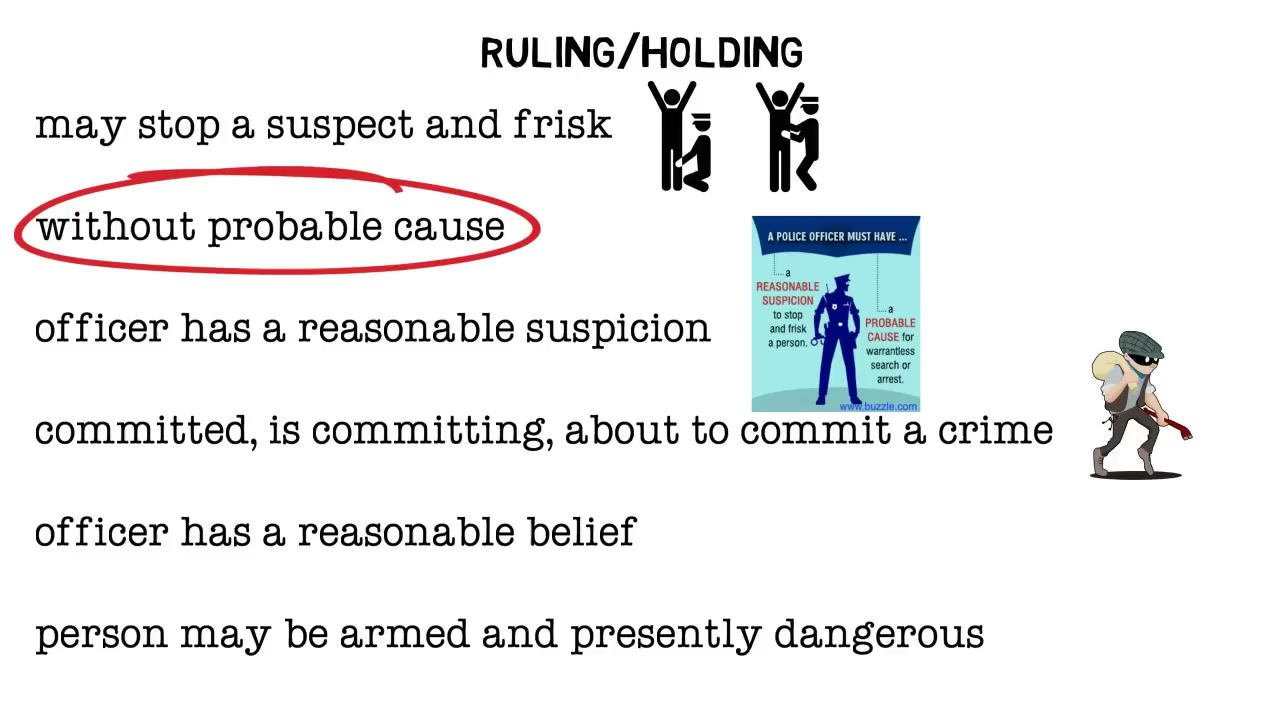 RULING/HOLDING
may stop a suspect and frisk
without probable cause
A POLICE OFFICER MUST HAVE ...
a
REASONABLE
SUSPICION
to stop
and frisk
a person.
a
PROBABLE
CAUSE for
warrantless
search or
arrest.
www.buzzle.com
officer has a reasonable suspicion
committed, is committing, about to commit a crime
officer has a reasonable belief
person may be armed and presently dangerous